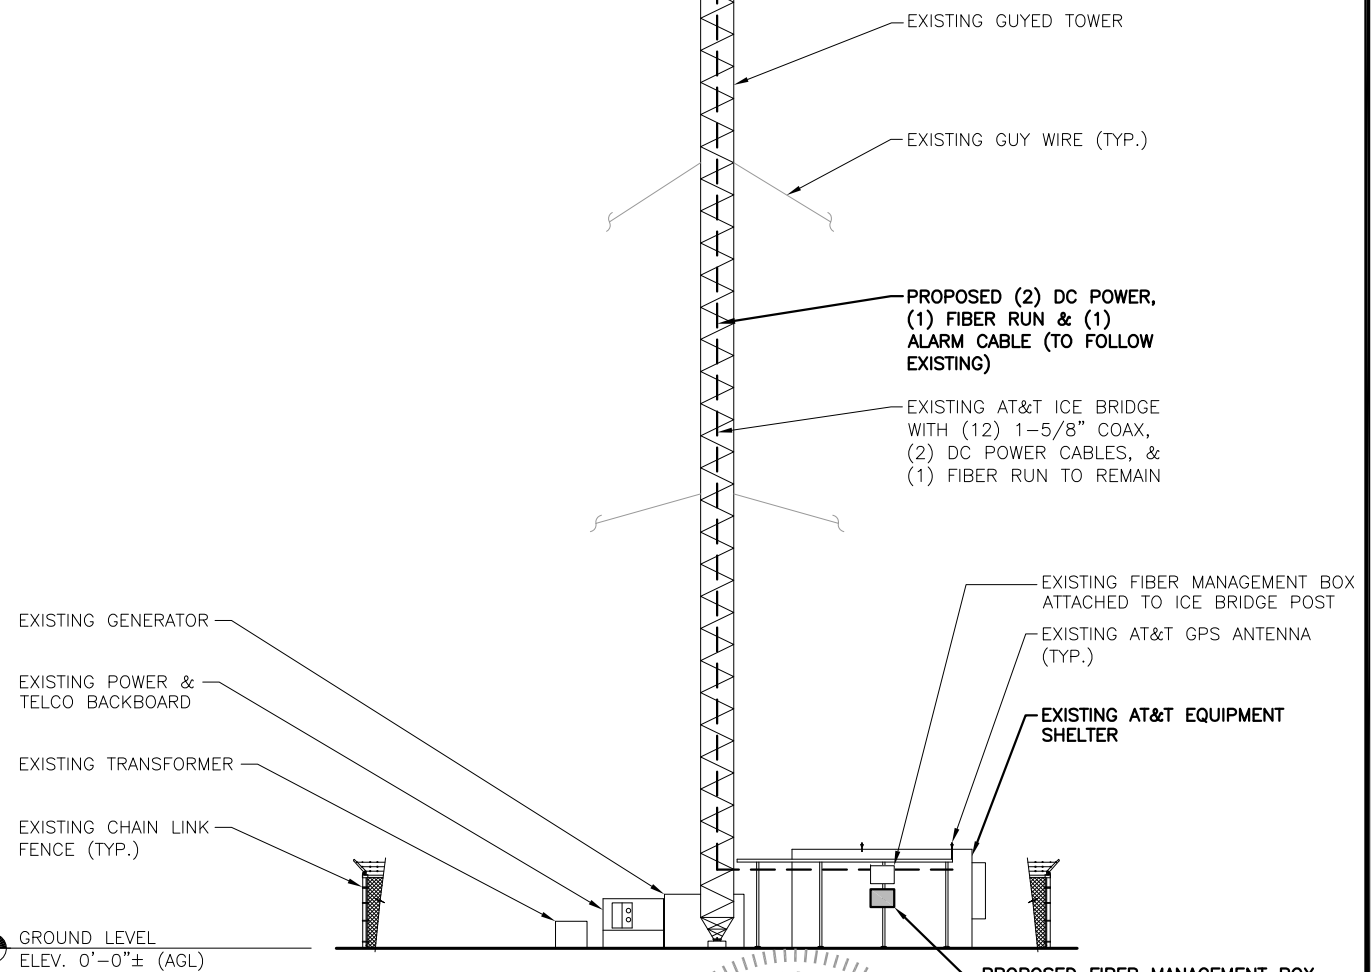 EXISTING GUYED TOWER
EXISTING GUY WIRE (TYP.)
PROPOSED (2) DC POWER,
(1) FIBER RUN & (1)
ALARM CABLE (TO FOLLOW
EXISTING)
EXISTING AT&T ICE BRIDGE
WITH (12) 1-5/8" COAX,
(2) DC POWER CABLES, &
(1) FIBER RUN TO REMAIN
EXISTING FIBER MANAGEMENT BOX
ATTACHED TO ICE BRIDGE POST
EXISTING AT&T GPS ANTENNA
(TYP.)
EXISTING AT&T EQUIPMENT
SHELTER
EXISTING GENERATOR
EXISTING POWER &
TELCO BACKBOARD
EXISTING TRANSFORMER
EXISTING CHAIN LINK
FENCE (TYP.)
GROUND LEVEL
ELEV. 0'-0"± (AGL)
PROPOSED FIBER MANAGEMENT BOX